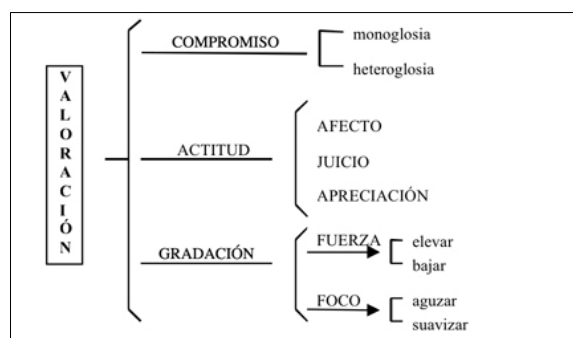 VALORACIÓN
COMPROMISO
monoglosia
heteroglosia
ACTITUD
AFECTO
JUICIO
APRECIACIÓN
GRADACIÓN
FUERZA
elevar
bajar
FOCO
aguzar
suavizar